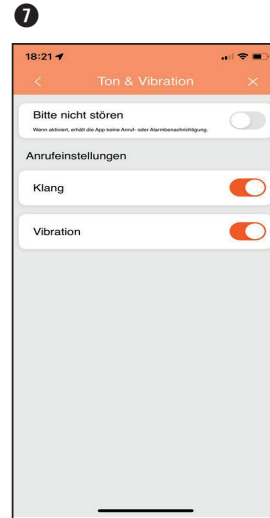 7
18:21
Ton & Vibration
Bitte nicht stören
Wenn aktiviert, erhält die App keine Anruf- oder Alarmbenachrichtigung.
Anrufeinstellungen
Klang
Vibration